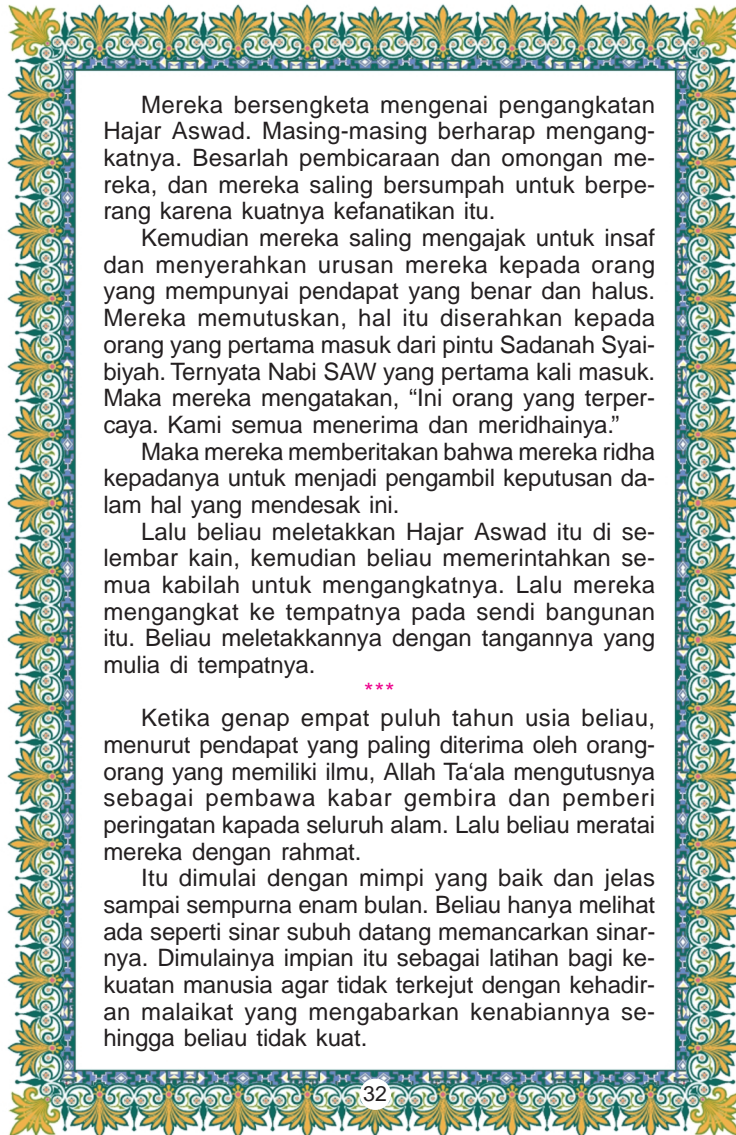 Mereka bersengketa mengenai pengangkatan
Hajar Aswad. Masing-masing berharap mengang-
katnya. Besarlah pembicaraan dan omongan me-
reka, dan mereka saling bersumpah untuk berpe-
rang karena kuatnya kefanatikan itu.
Kemudian mereka saling mengajak untuk insaf
dan menyerahkan urusan mereka kepada orang
yang mempunyai pendapat yang benar dan halus.
Mereka memutuskan, hal itu diserahkan kepada
orang yang pertama masuk dari pintu Sadanah Syai-
biyah. Ternyata Nabi SAW yang pertama kali masuk.
Maka mereka mengatakan, “Ini orang yang terper-
caya. Kami semua menerima dan meridhainya.”
Maka mereka memberitakan bahwa mereka ridha
kepadanya untuk menjadi pengambil keputusan da-
lam hal yang mendesak ini.
Lalu beliau meletakkan Hajar Aswad itu di se-
lembar kain, kemudian beliau memerintahkan se-
mua kabilah untuk mengangkatnya. Lalu mereka
mengangkat ke tempatnya pada sendi bangunan
itu. Beliau meletakkannya dengan tangannya yang
mulia di tempatnya.
***
Ketika genap empat puluh tahun usia beliau,
menurut pendapat yang paling diterima oleh orang-
orang yang memiliki ilmu, Allah Ta‘ala mengutusnya
sebagai pembawa kabar gembira dan pemberi
peringatan kapada seluruh alam. Lalu beliau meratai
mereka dengan rahmat.
Itu dimulai dengan mimpi yang baik dan jelas
sampai sempurna enam bulan. Beliau hanya melihat
ada seperti sinar subuh datang memancarkan sinar-
nya. Dimulainya impian itu sebagai latihan bagi ke-
kuatan manusia agar tidak terkejut dengan kehadir-
an malaikat yang mengabarkan kenabiannya se-
hingga beliau tidak kuat.
32